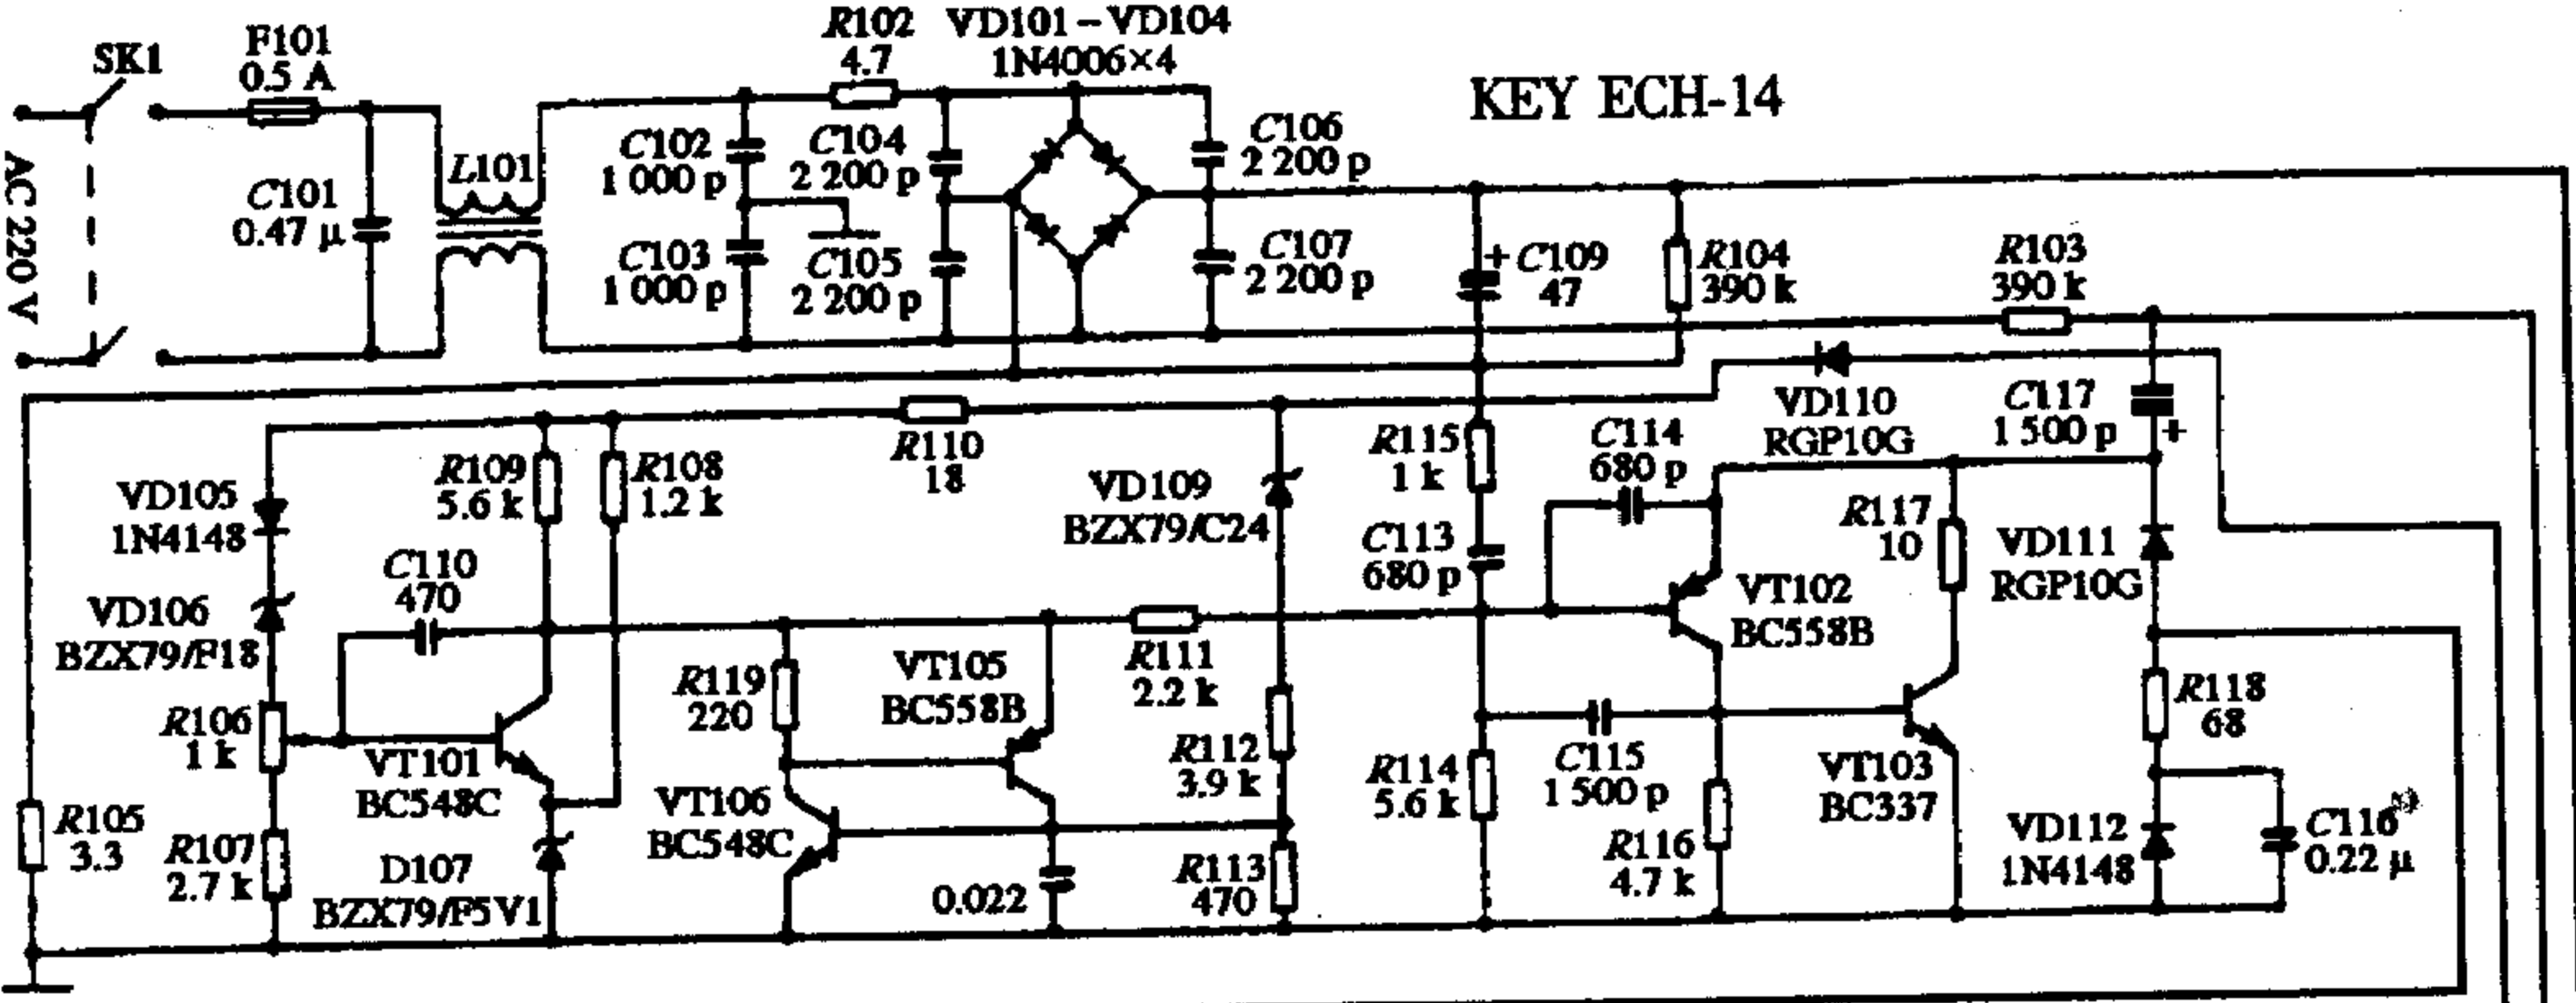 SK1
F101
0.5 A
AC 220 V
C101
0.47 μ
L101
R102
4.7
VD101 – VD104
1N4006×4
KEY ECH-14
C102
1 000 p
C104
2 200 p
C106
2 200 p
C103
1 000 p
C105
2 200 p
C107
2 200 p
C109
+
47
R104
390 k
R103
390 k
VD110
RGP10G
C117
1 500 p
+
R110
18
R109
5.6 k
R108
1.2 k
VD105
1N4148
VD109
BZX79/C24
R115
1 k
C114
680 p
R117
10
VD111
RGP10G
C113
680 p
C110
470
VD106
BZX79/F18
VT102
BC558B
R119
220
VT105
BC558B
R111
2.2 k
R106
1 k
VT101
BC548C
R112
3.9 k
R114
5.6 k
C115
1 500 p
VT103
BC337
R118
68
R105
3.3
R107
2.7 k
D107
BZX79/F5V1
VT106
BC548C
0.022
R113
470
R116
4.7 k
VD112
1N4148
C116
0.22 μ